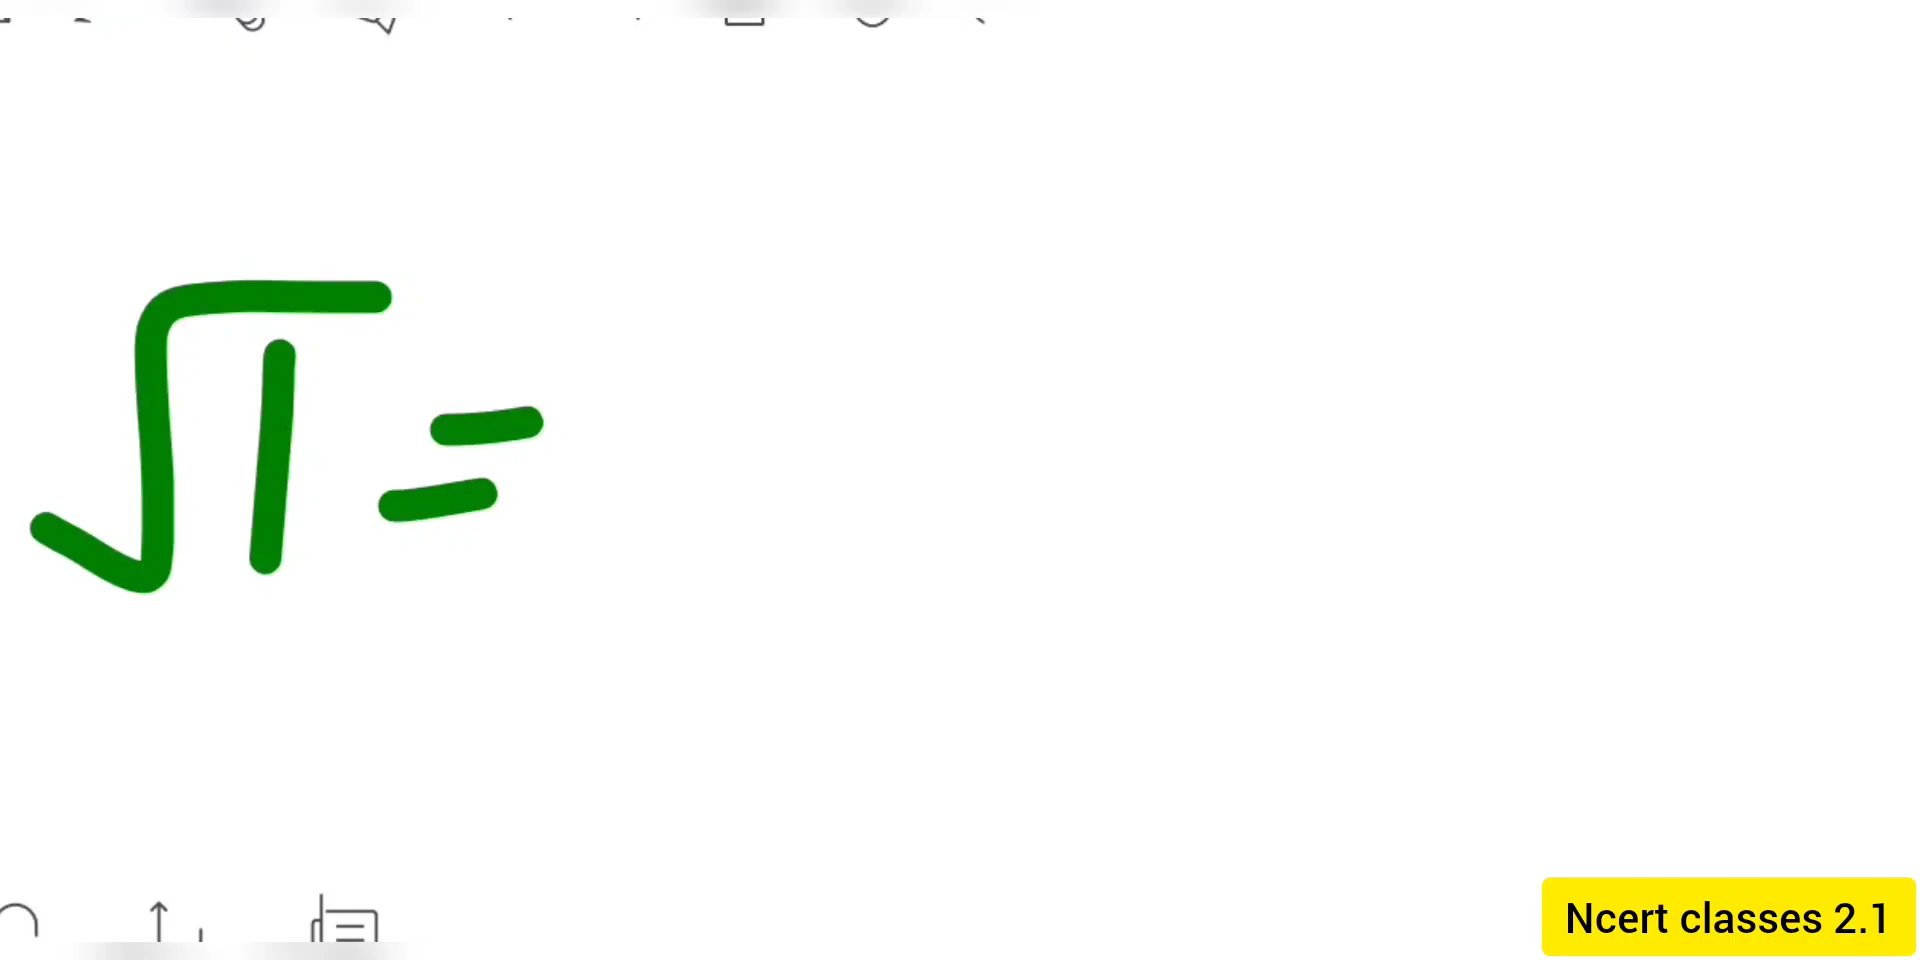 √1 =
Ncert classes 2.1